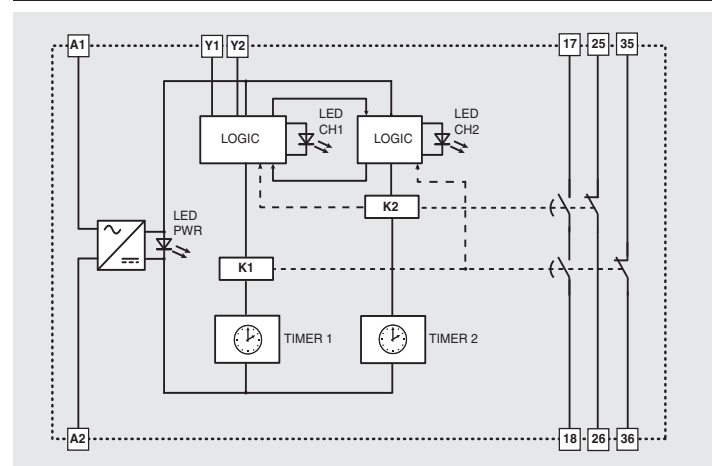 A1 Y1 Y2 17 25 35
LED
CH1
LED
CH2
LOGIC
LOGIC
K2
LED
PWR
K1
TIMER 1
TIMER 2
A2 18 26 36